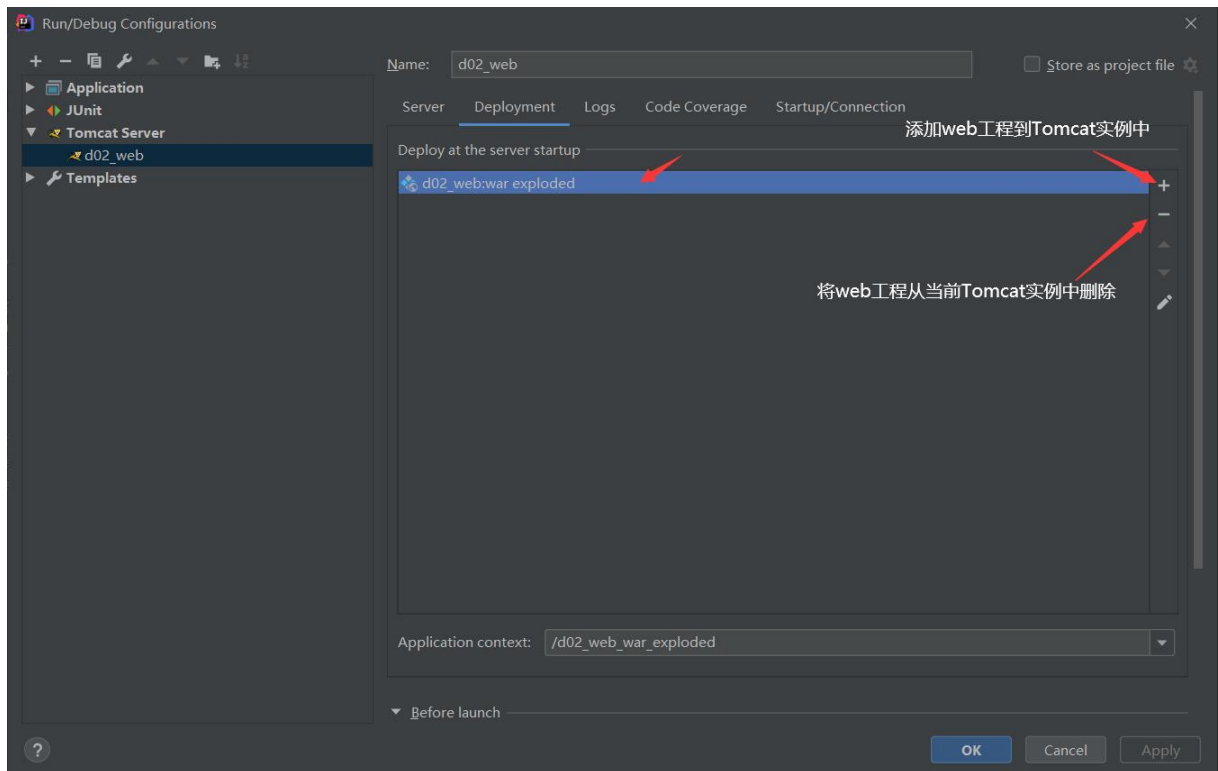 Run/Debug Configurations
Name: d02_web
Store as project file
Application
JUnit
Tomcat Server
d02_web
Templates
Server Deployment Logs Code Coverage Startup/Connection
添加web工程到Tomcat实例中
Deploy at the server startup
d02_web:war exploded
将web工程从当前Tomcat实例中删除
Application context: /d02_web_war_exploded
Before launch
? OK Cancel Apply